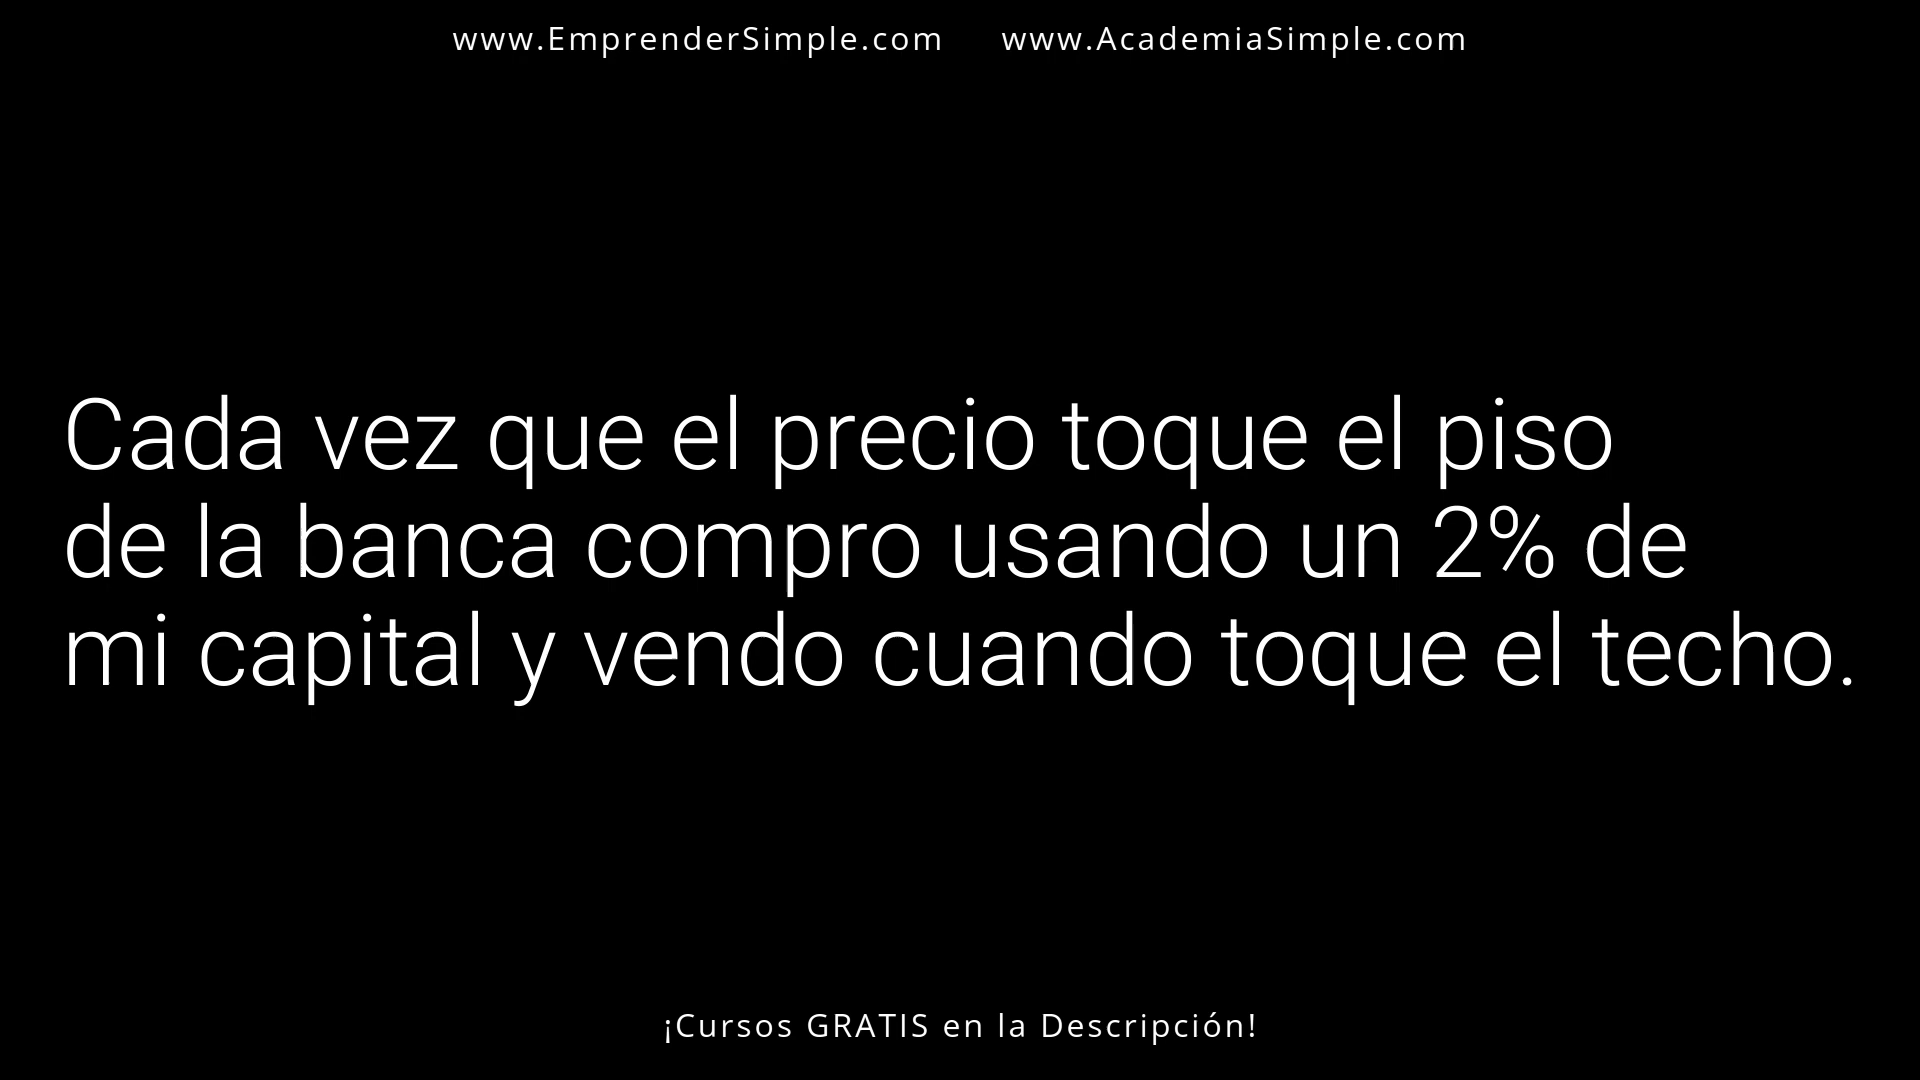 www.EmprenderSimple.com www.AcademiaSimple.com
Cada vez que el precio toque el piso
de la banca compro usando un 2% de
mi capital y vendo cuando toque el techo.
¡Cursos GRATIS en la Descripción!